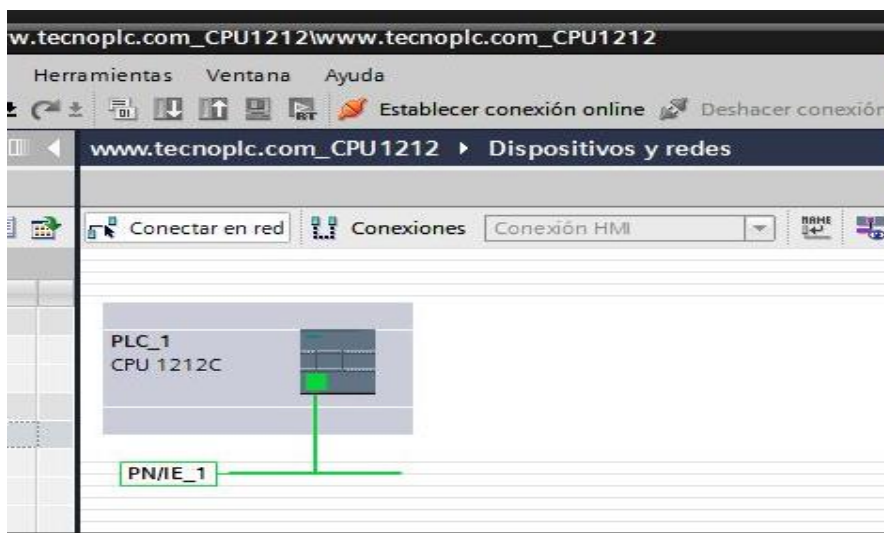 w.tecnoplc.com_CPU1212\www.tecnoplc.com_CPU1212
Herramientas Ventana Ayuda
Establecer conexión online Deshacer conexión
www.tecnoplc.com_CPU1212 Dispositivos y redes
Conectar en red Conexiones Conexión HMI
PLC_1
CPU 1212C
PN/IE_1